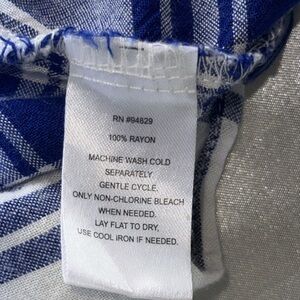 RN #94829
100% RAYON
MACHINE WASH COLD
SEPARATELY
GENTLE CYCLE.
ONLY NON-CHLORINE BLEACH
WHEN NEEDED.
LAY FLAT TO DRY,
USE COOL IRON IF NEEDED.